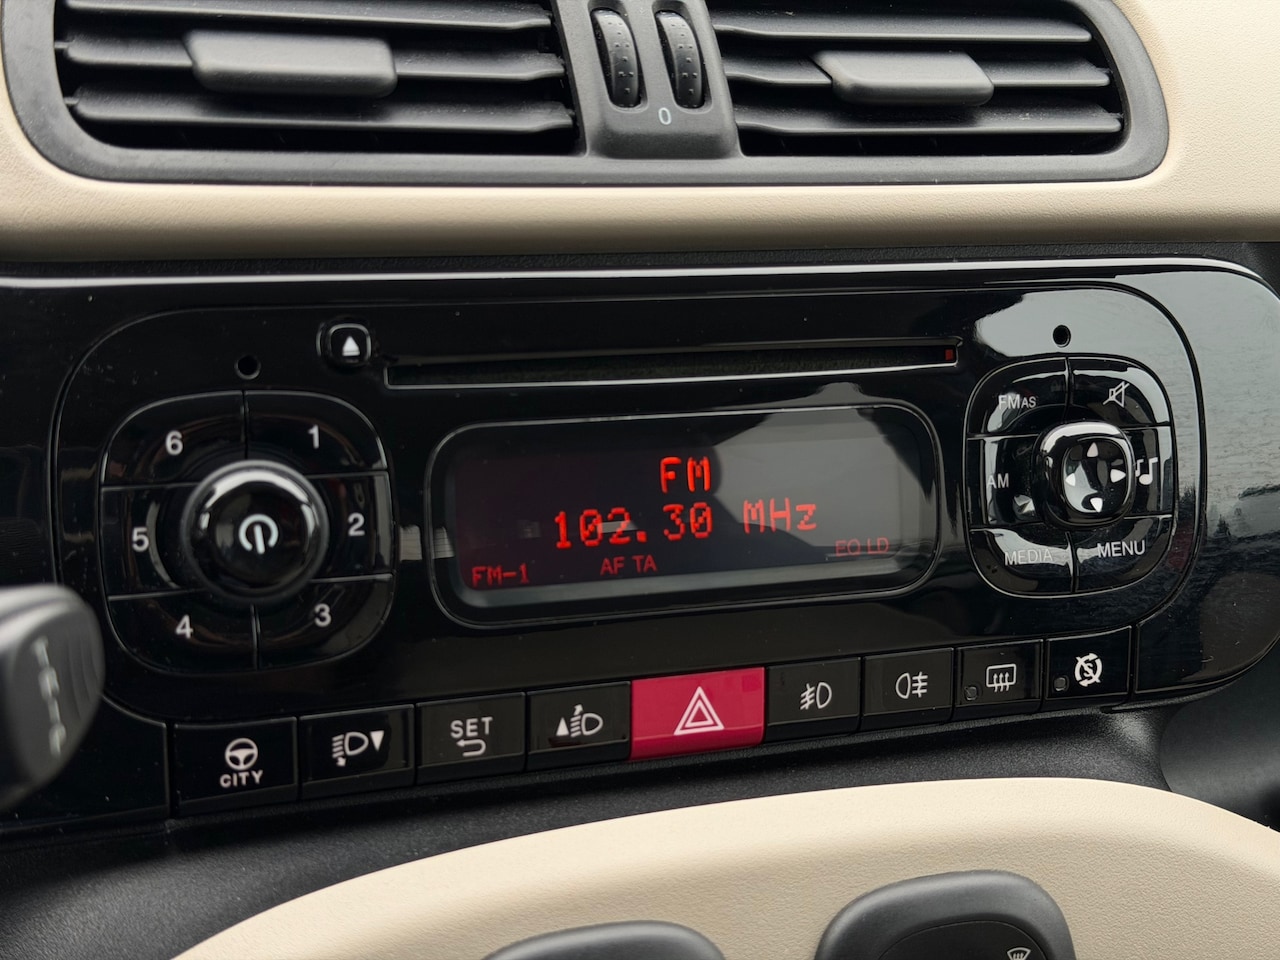 0
6
1
5
2
4
3
FM
102.30 MHz
FM-1
AF TA
EQ LD
FMAS
AM
MEDIA
MENU
CITY
SET